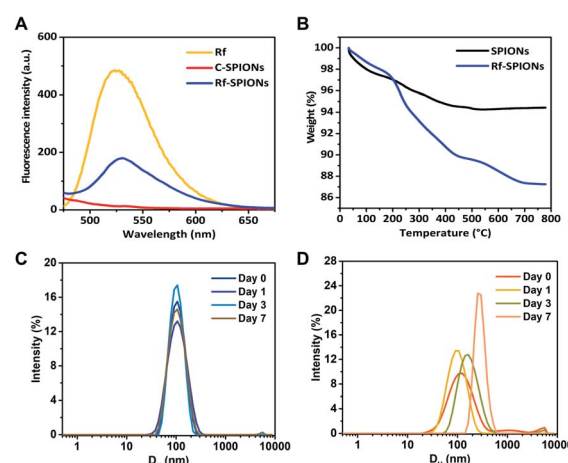 A
Rf
C-SPIONs
Rf-SPIONs
600
400
200
0
500 550 600 650
Fluorescence intensity (a.u.)
Wavelength (nm)
B
SPIONs
Rf-SPIONs
100
98
96
94
92
90
88
86
0 100 200 300 400 500 600 700 800
Weight (%)
Temperature (°C)
C
Day 0
Day 1
Day 3
Day 7
20
16
12
8
4
0
1 10 100 1000 10000
Intensity (%)
(nm)
D
Day 0
Day 1
Day 3
Day 7
28
24
20
16
12
8
4
0
1 10 100 1000 10000
Intensity (%)
(nm)